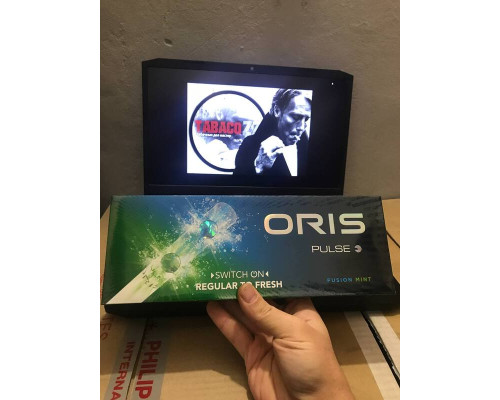 TABACO
ORIS
PULSE
SWITCH ON
REGULAR TO FRESH
FUSION MINT
PHILIP
INTERNA